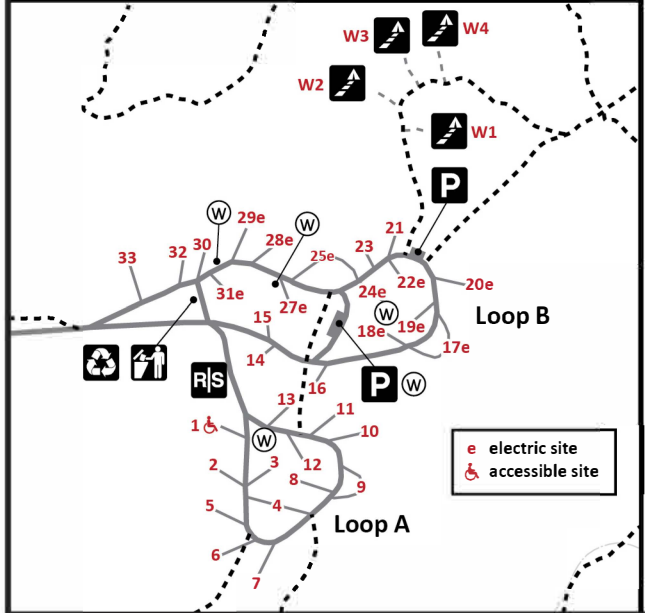 W3
W4
W2
W1
P
W
29e
W
21
28e
30
23
33
32
25e
22e
20e
31e
24e
27e
15
W
Loop B
18e
19e
17e
14
16
P
W
R|S
13
11
1
W
10
3
12
2
8
9
5
4
Loop A
6
7
e electric site
accessible site